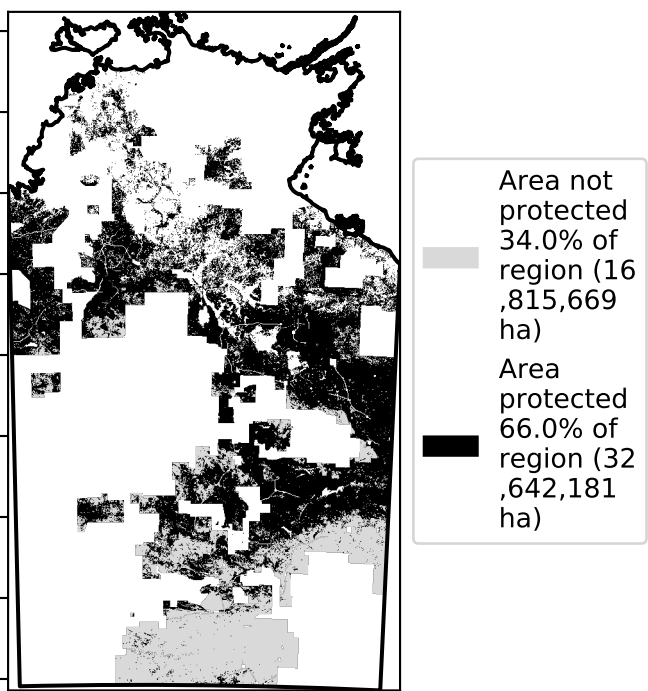 Area not
protected
34.0% of
region (16
,815,669
ha)
Area
protected
66.0% of
region (32
,642,181
ha)